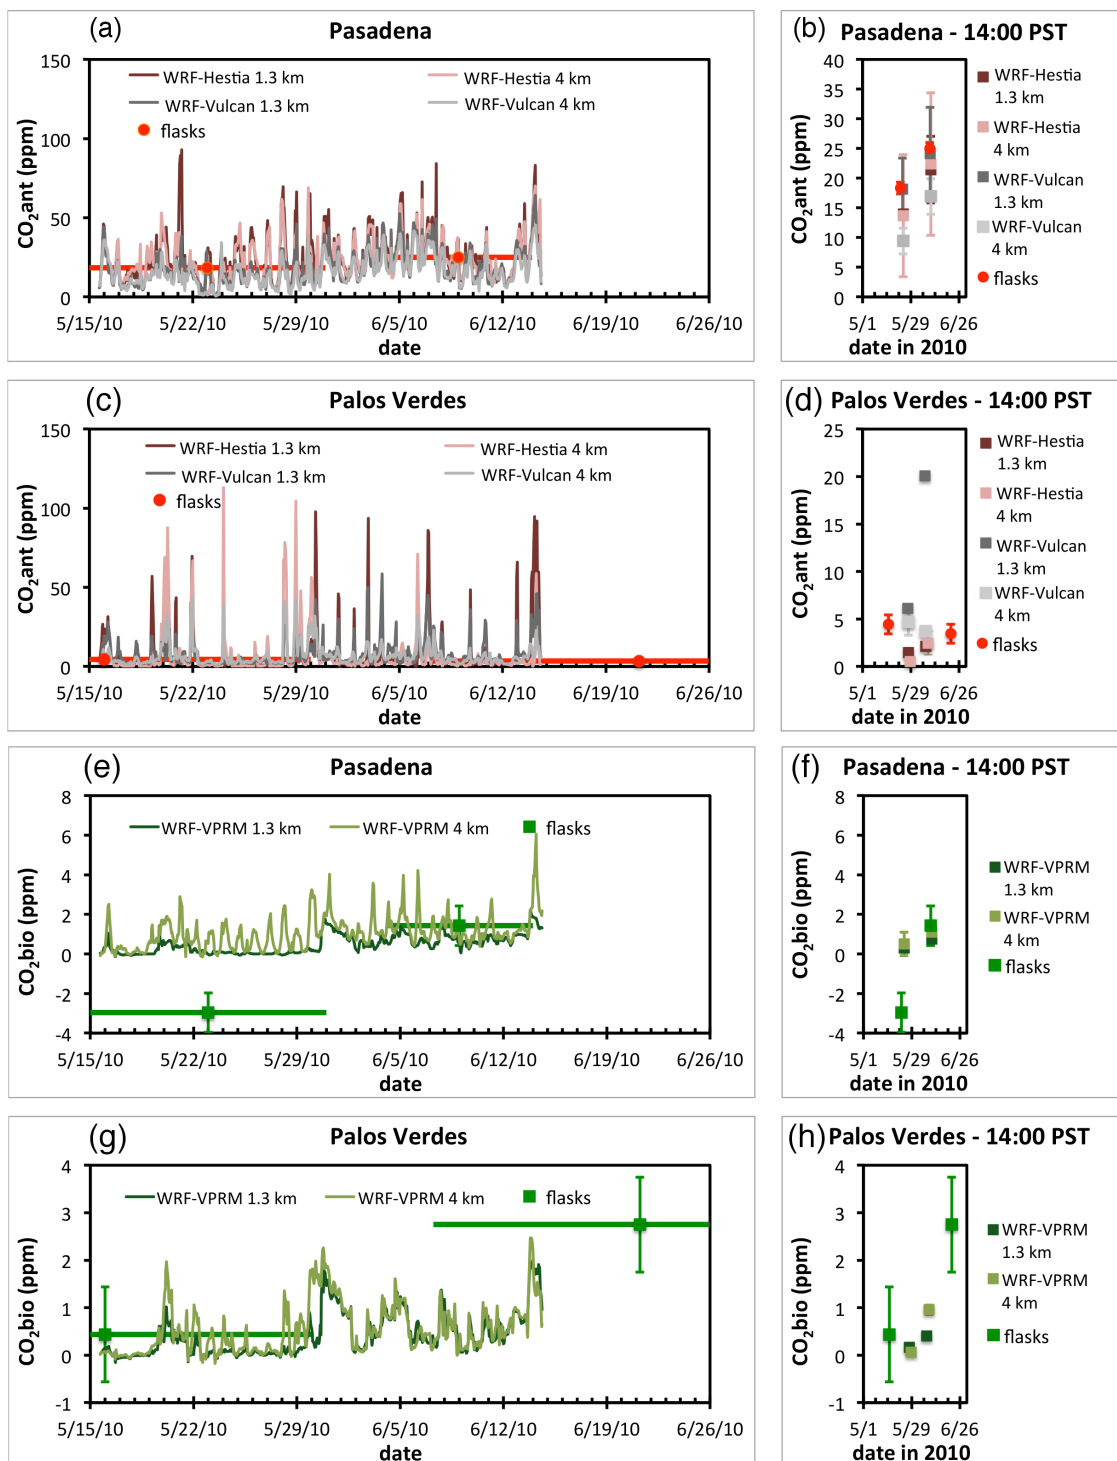 (a) Pasadena
150
100
50
0
CO2ant (ppm)
WRF-Hestia 1.3 km
WRF-Hestia 4 km
WRF-Vulcan 1.3 km
WRF-Vulcan 4 km
flasks
5/15/10 5/22/10 5/29/10 6/5/10 6/12/10 6/19/10 6/26/10
date
(b) Pasadena - 14:00 PST
40
35
30
25
20
15
10
5
0
CO2ant (ppm)
WRF-Hestia
1.3 km
WRF-Hestia
4 km
WRF-Vulcan
1.3 km
WRF-Vulcan
4 km
flasks
5/1 5/29 6/26
date in 2010
(c) Palos Verdes
150
100
50
0
CO2ant (ppm)
WRF-Hestia 1.3 km
WRF-Hestia 4 km
WRF-Vulcan 1.3 km
WRF-Vulcan 4 km
flasks
5/15/10 5/22/10 5/29/10 6/5/10 6/12/10 6/19/10 6/26/10
date
(d) Palos Verdes - 14:00 PST
25
20
15
10
5
0
CO2ant (ppm)
WRF-Hestia
1.3 km
WRF-Hestia
4 km
WRF-Vulcan
1.3 km
WRF-Vulcan
4 km
flasks
5/1 5/29 6/26
date in 2010
(e) Pasadena
8
6
4
2
0
-2
-4
CO2bio (ppm)
WRF-VPRM 1.3 km
WRF-VPRM 4 km
flasks
5/15/10 5/22/10 5/29/10 6/5/10 6/12/10 6/19/10 6/26/10
date
(f) Pasadena - 14:00 PST
8
6
4
2
0
-2
-4
CO2bio (ppm)
WRF-VPRM
1.3 km
WRF-VPRM
4 km
flasks
5/1 5/29 6/26
date in 2010
(g) Palos Verdes
4
3
2
1
0
-1
CO2bio (ppm)
WRF-VPRM 1.3 km
WRF-VPRM 4 km
flasks
5/15/10 5/22/10 5/29/10 6/5/10 6/12/10 6/19/10 6/26/10
date
(h) Palos Verdes - 14:00 PST
4
3
2
1
0
-1
CO2bio (ppm)
WRF-VPRM
1.3 km
WRF-VPRM
4 km
flasks
5/1 5/29 6/26
date in 2010